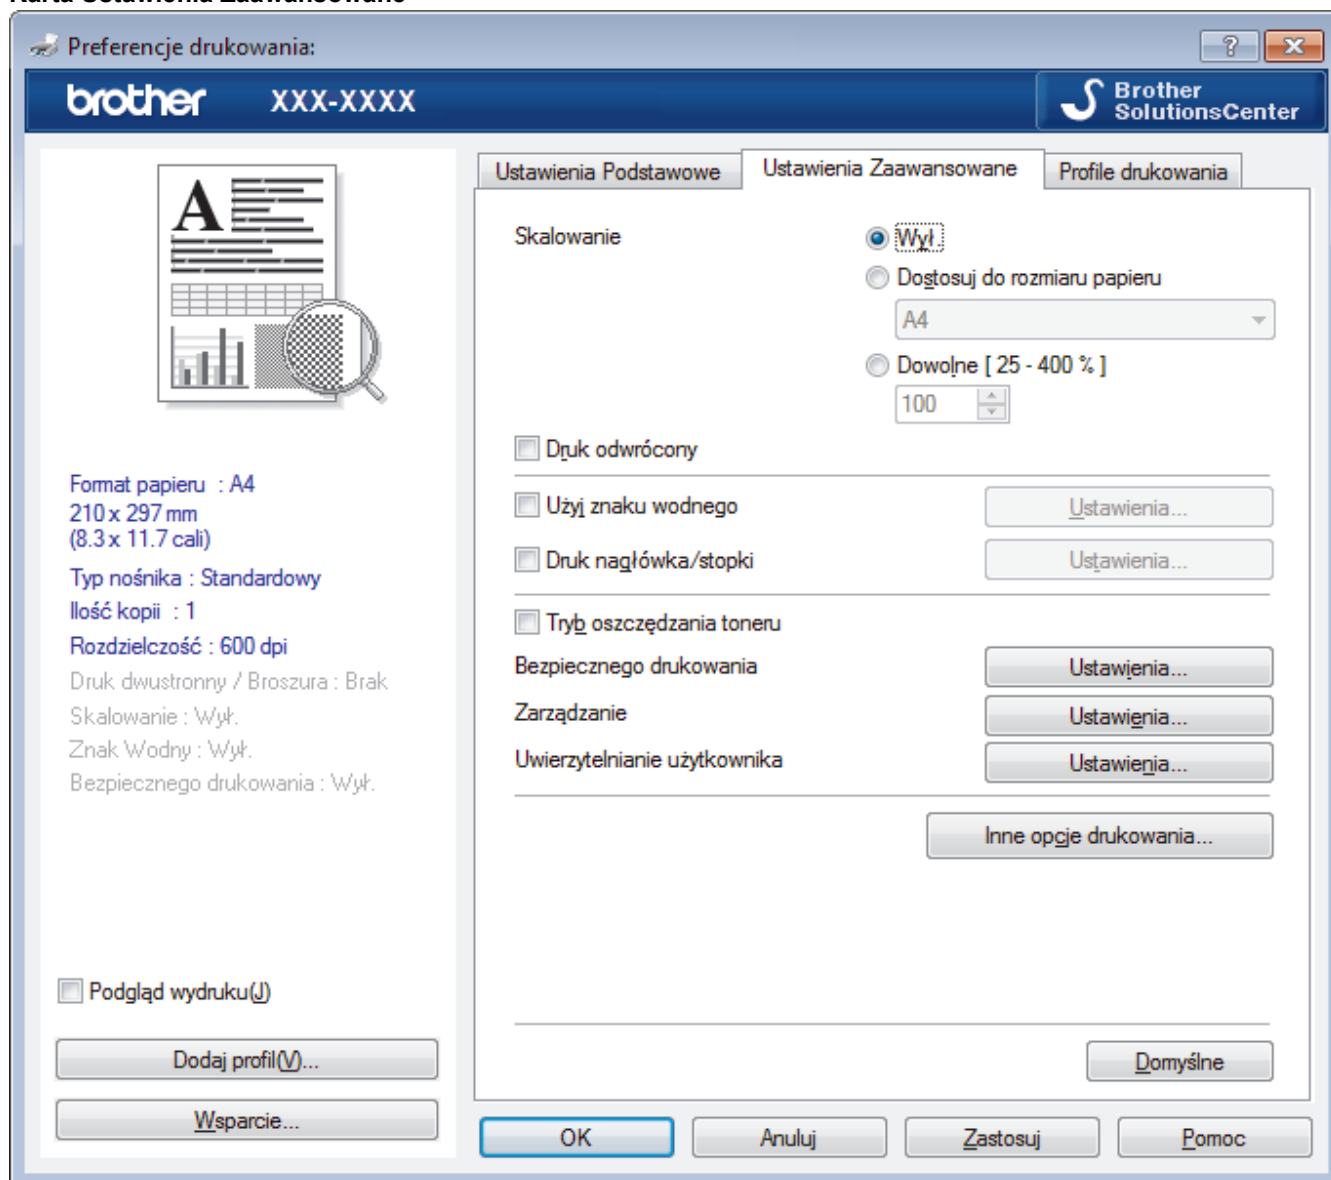 Karta Ustawienia Zaawansowane
Preferencje drukowania:
brother XXX-XXXX
Brother
SolutionsCenter
A
Format papieru : A4
210 x 297 mm
(8.3 x 11.7 cali)
Typ nośnika : Standardowy
Ilość kopii : 1
Rozdzielczość : 600 dpi
Druk dwustronny / Broszura : Brak
Skalowanie : Wył.
Znak Wodny : Wył.
Bezpiecznego drukowania : Wył.
Podgląd wydruku(J)
Dodaj profil(V)...
Wsparcie...
Ustawienia Podstawowe Ustawienia Zaawansowane Profile drukowania
Skalowanie Wył.
Dostosuj do rozmiaru papieru
A4
Dowolne [ 25 - 400 % ]
100
Druk odwrócony
Użyj znaku wodnego Ustawienia...
Druk nagłówka/stopki Ustawienia...
Tryb oszczędzania toneru
Bezpiecznego drukowania Ustawienia...
Zarządzanie Ustawienia...
Uwierzytelnianie użytkownika Ustawienia...
Inne opcje drukowania...
Domyślne
OK Anuluj Zastosuj Pomoc